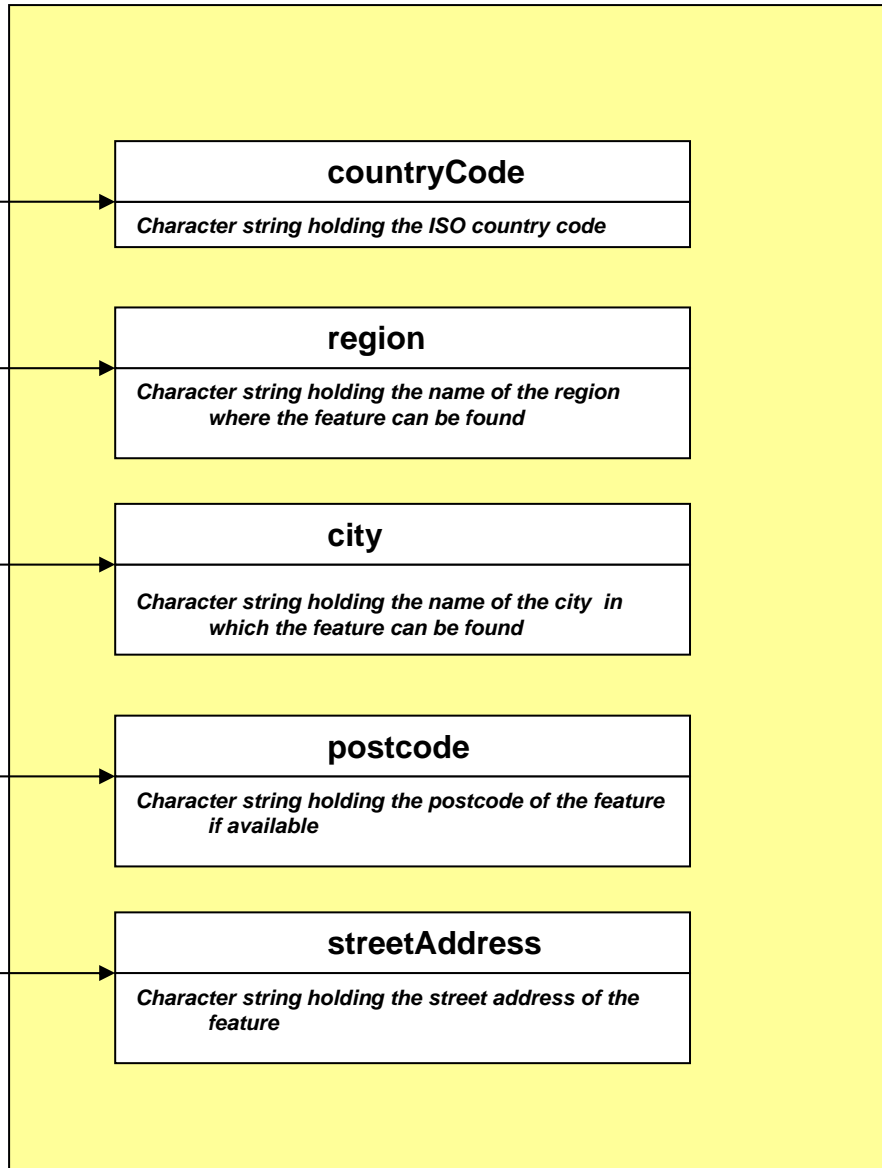 countryCode
Character string holding the ISO country code
region
Character string holding the name of the region
where the feature can be found
city
Character string holding the name of the city in
which the feature can be found
postcode
Character string holding the postcode of the feature
if available
streetAddress
Character string holding the street address of the
feature